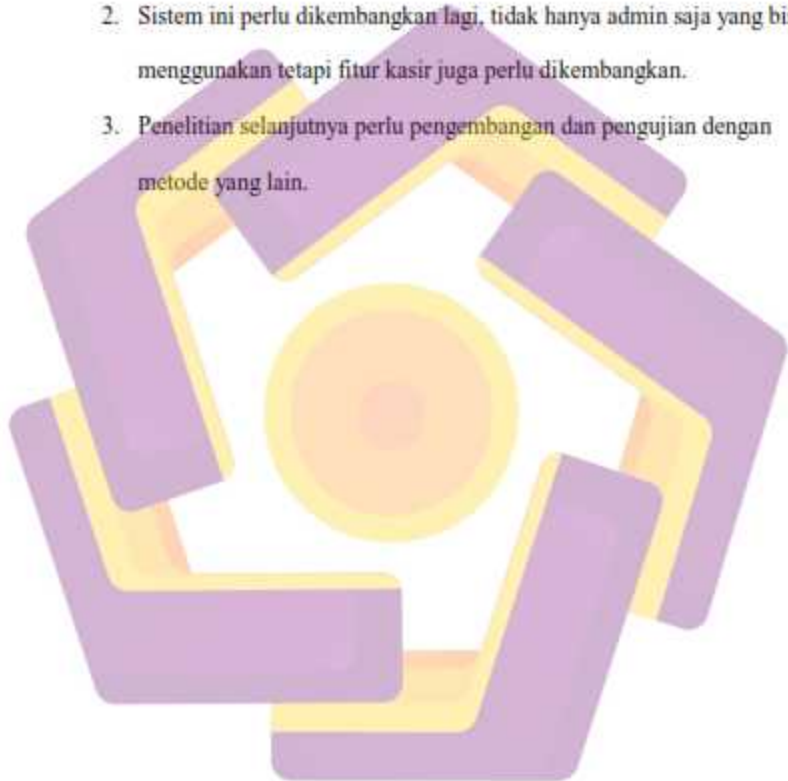 2. Sistem ini perlu dikembangkan lagi, tidak hanya admin saja yang bi
menggunakan tetapi fitur kasir juga perlu dikembangkan.
3. Penelitian selanjutnya perlu pengembangan dan pengujian dengan
metode yang lain.